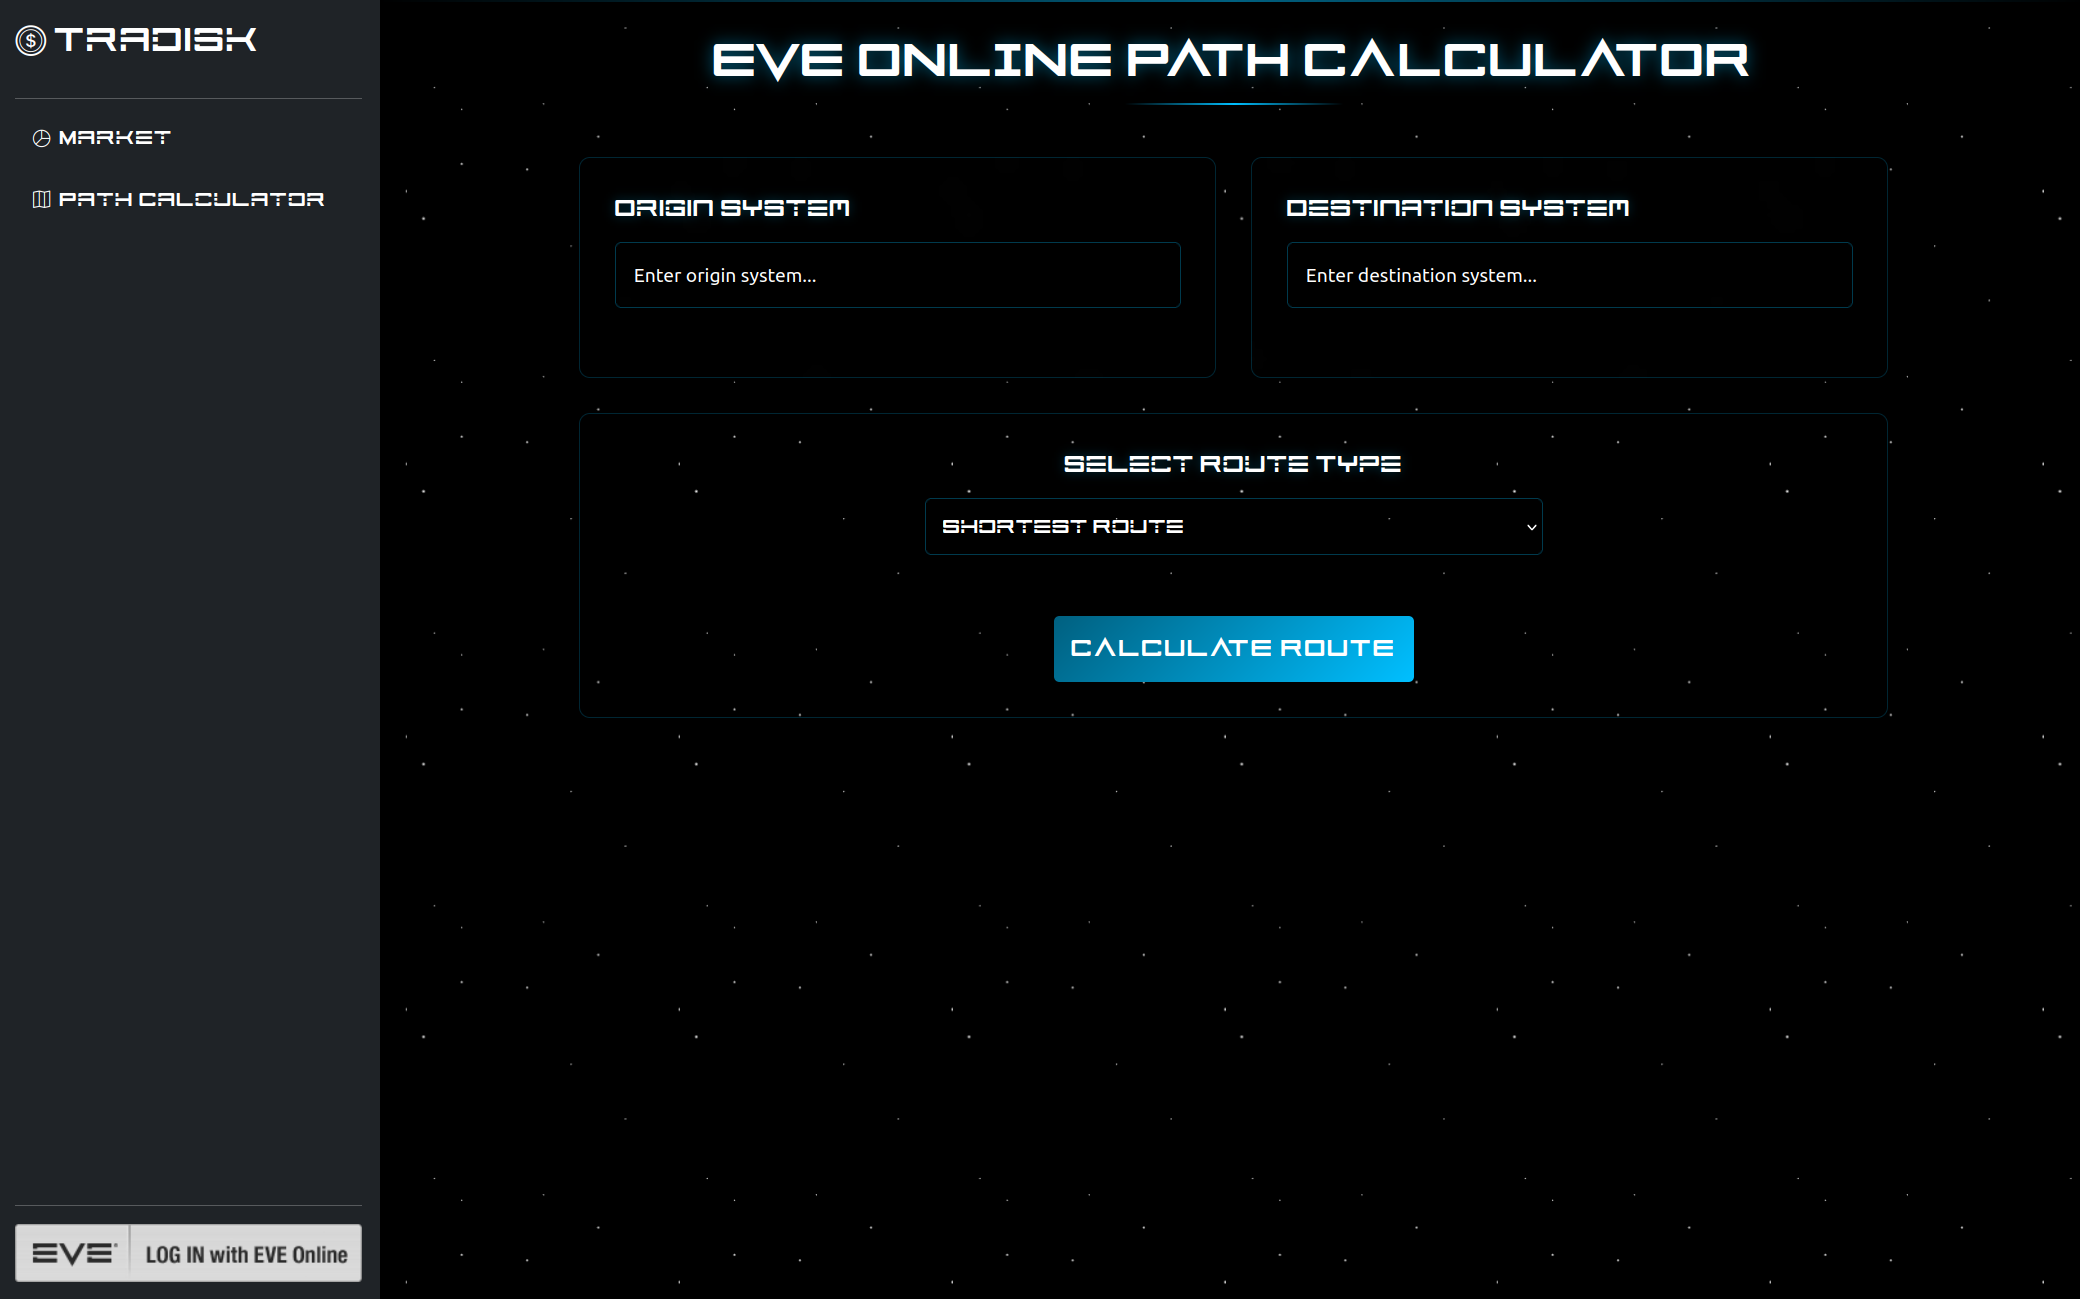 TRADISK
MARKET
PATH CALCULATOR
EVE ONLINE PATH CALCULATOR
ORIGIN SYSTEM
Enter origin system...
DESTINATION SYSTEM
Enter destination system...
SELECT ROUTE TYPE
SHORTEST ROUTE
CALCULATE ROUTE
EVE LOG IN with EVE Online